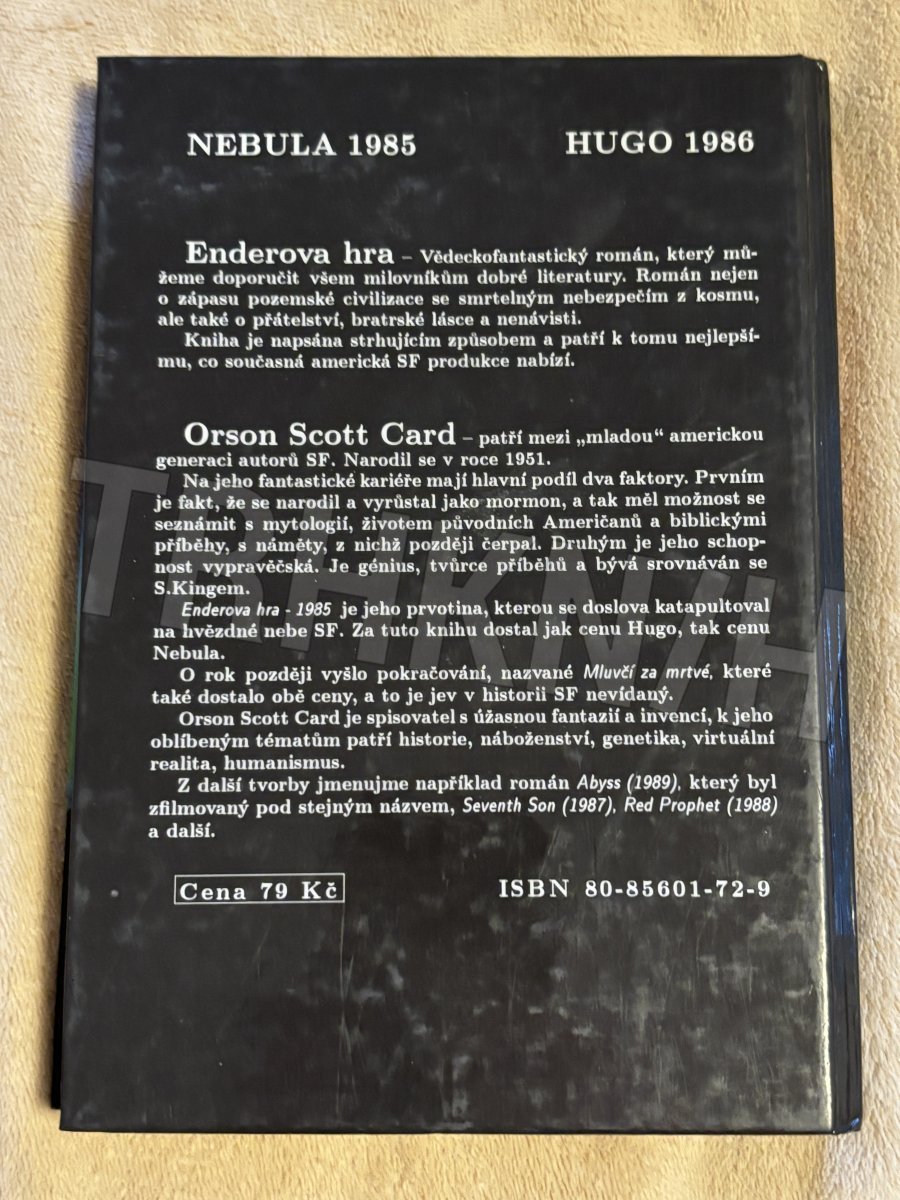 NEBULA 1985
HUGO 1986
Enderova hra – Vědeckofantastický román, který mů-
žeme doporučit všem milovníkům dobré literatury. Román nejen
o zápasu pozemské civilizace se smrtelným nebezpečím z kosmu,
ale také o přátelství, bratrské lásce a nenávisti.
Kniha je napsána strhujícím způsobem a patří k tomu nejlepší-
mu, co současná americká SF produkce nabízí.
Orson Scott Card – patří mezi „mladou“ americkou
generaci autorů SF. Narodil se v roce 1951.
Na jeho fantastické kariéře mají hlavní podíl dva faktory. Prvním
je fakt, že se narodil a vyrůstal jako mormon, a tak měl možnost se
seznámit s mytologií, životem původních Američanů a biblickými
příběhy, s náměty, z nichž později čerpal. Druhým je jeho schop-
nost vypravěčská. Je génius, tvůrce příběhů a bývá srovnáván se
S.Kingem.
Enderova hra - 1985 je jeho prvotina, kterou se doslova katapultoval
na hvězdné nebe SF. Za tuto knihu dostal jak cenu Hugo, tak cenu
Nebula.
O rok později vyšlo pokračování, nazvané Mluvčí za mrtvé, které
také dostalo obě ceny, a to je jev v historii SF nevídaný.
Orson Scott Card je spisovatel s úžasnou fantazií a invencí, k jeho
oblíbeným tématům patří historie, náboženství, genetika, virtuální
realita, humanismus.
Z další tvorby jmenujme například román Abyss (1989), který byl
zfilmovaný pod stejným názvem, Seventh Son (1987), Red Prophet (1988)
a další.
Cena 79 Kč
ISBN 80-85601-72-9
TRHKNIH